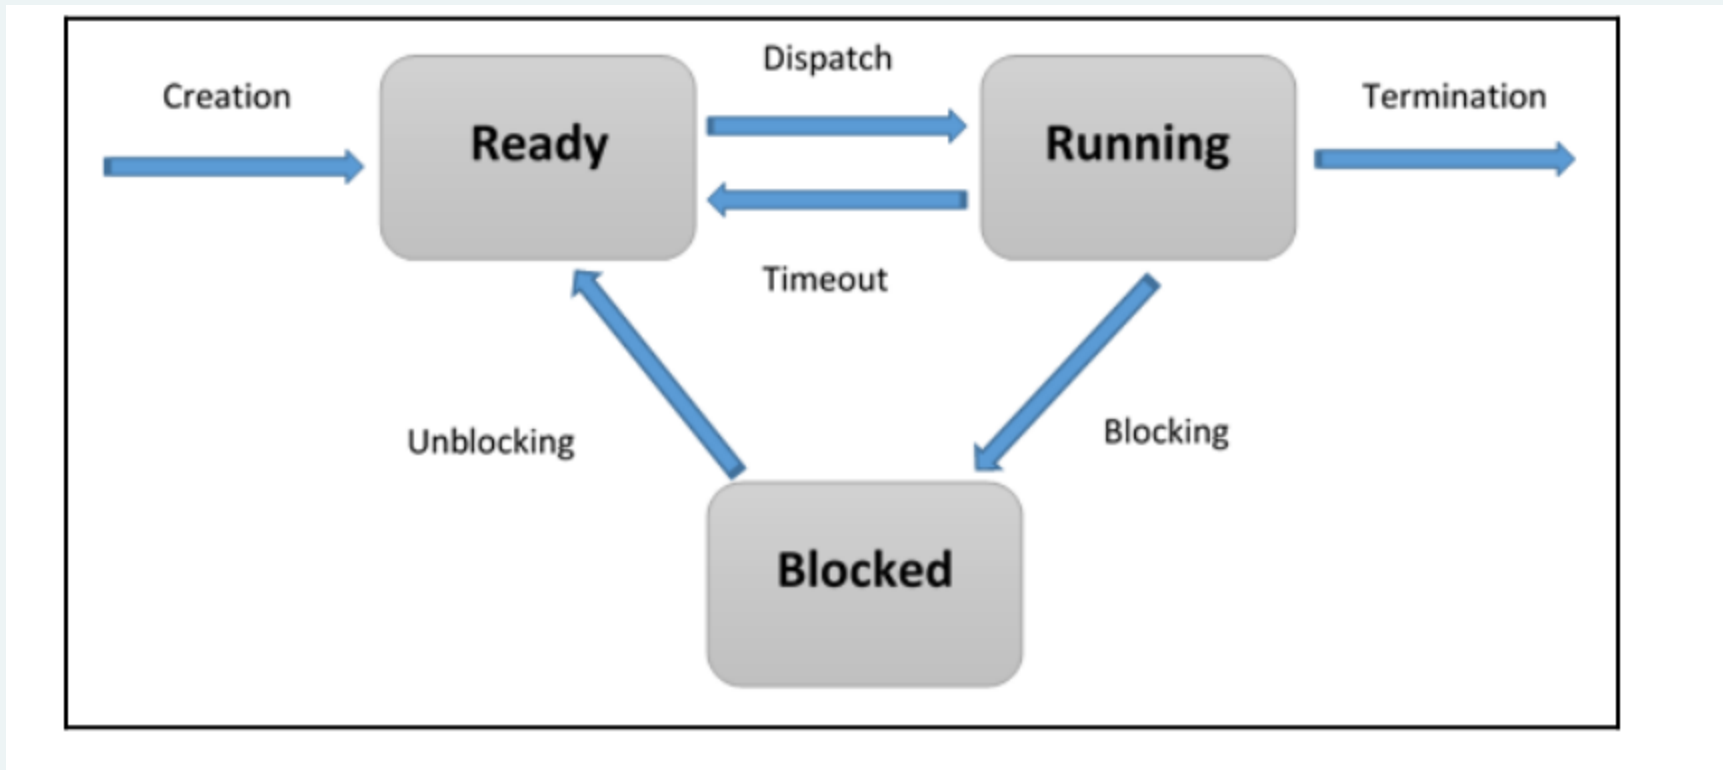 Dispatch
Creation
Ready
Running
Termination
Timeout
Unblocking
Blocking
Blocked